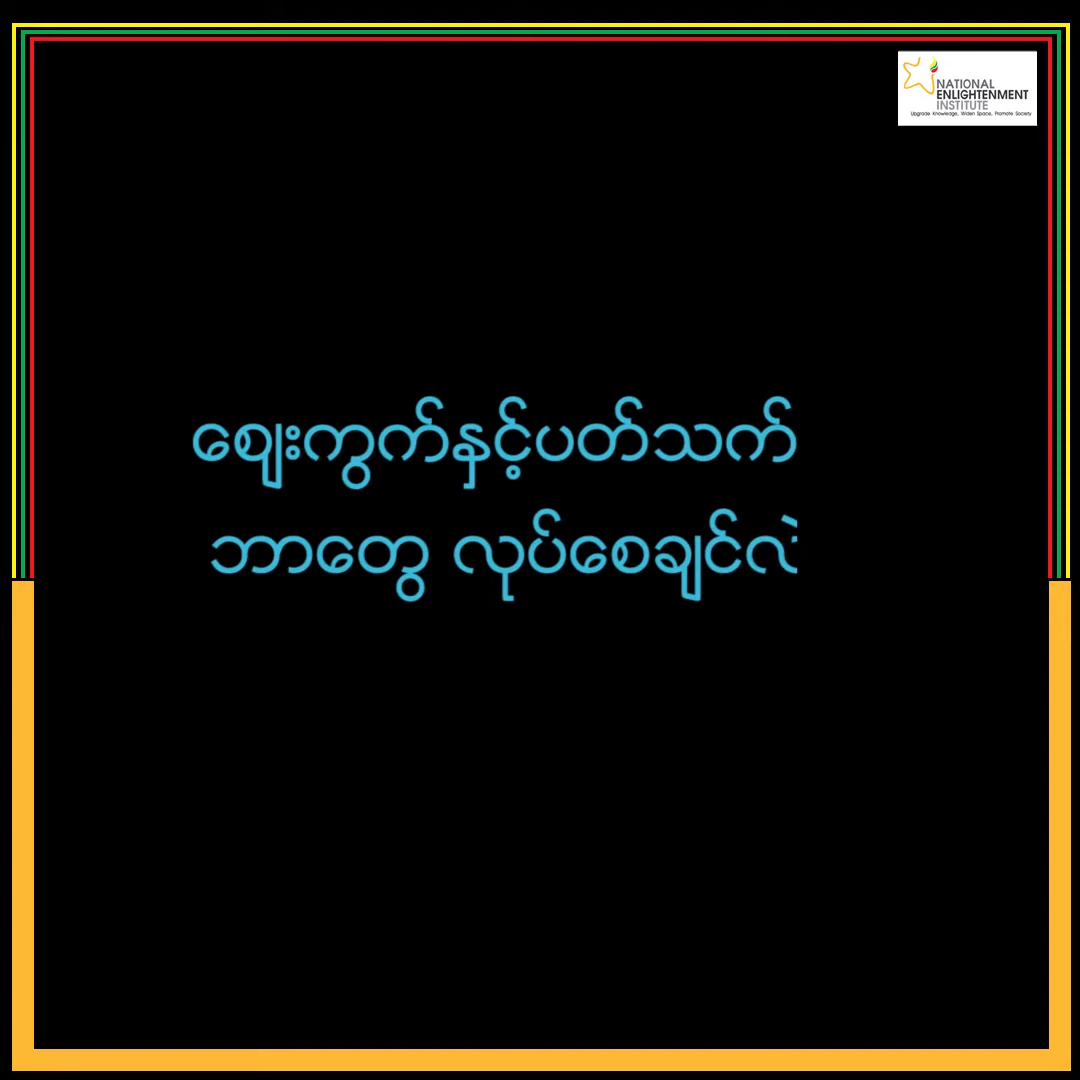 NATIONAL
ENLIGHTENMENT
INSTITUTE
Upgrade Knowledge, Widen Space, Promote Society
ဈေးကွက်နှင့်ပတ်သက်
ဘာတွေ လုပ်စေချင်လဲ